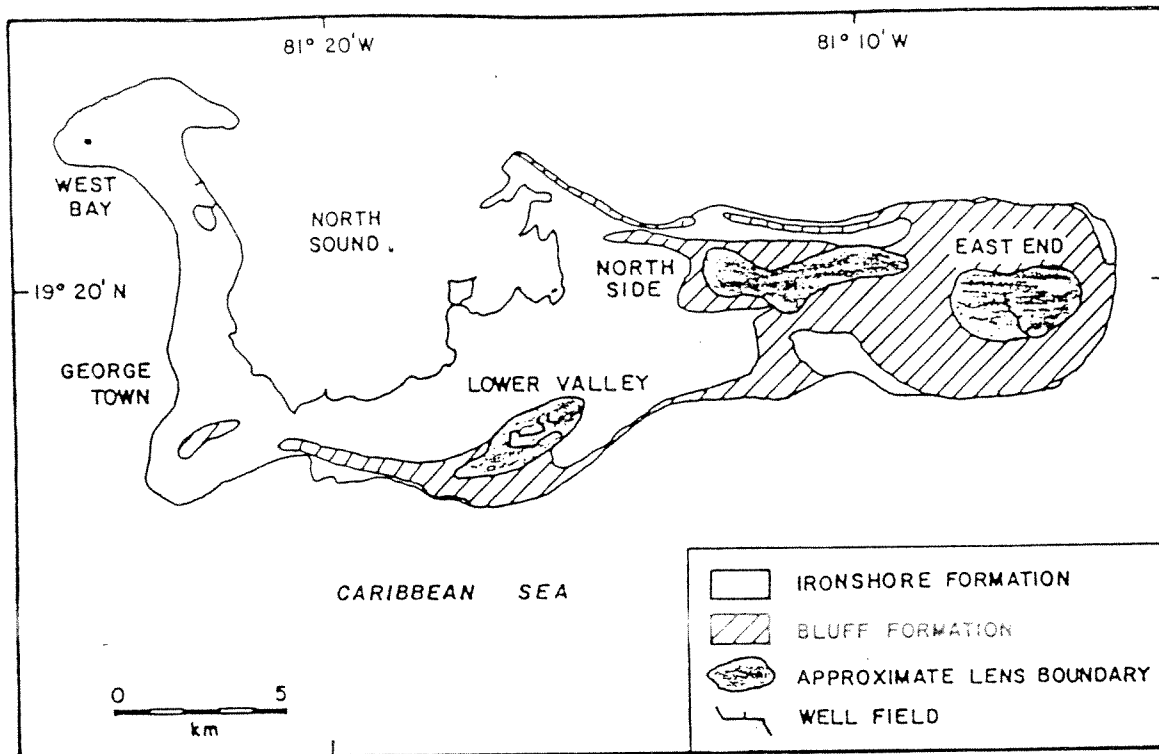 81° 20'W
81° 10'W
WEST
BAY
NORTH
SOUND
EAST END
NORTH
SIDE
19° 20' N
GEORGE
TOWN
LOWER VALLEY
CARIBBEAN SEA
IRONSHORE FORMATION
BLUFF FORMATION
APPROXIMATE LENS BOUNDARY
WELL FIELD
0 5
km